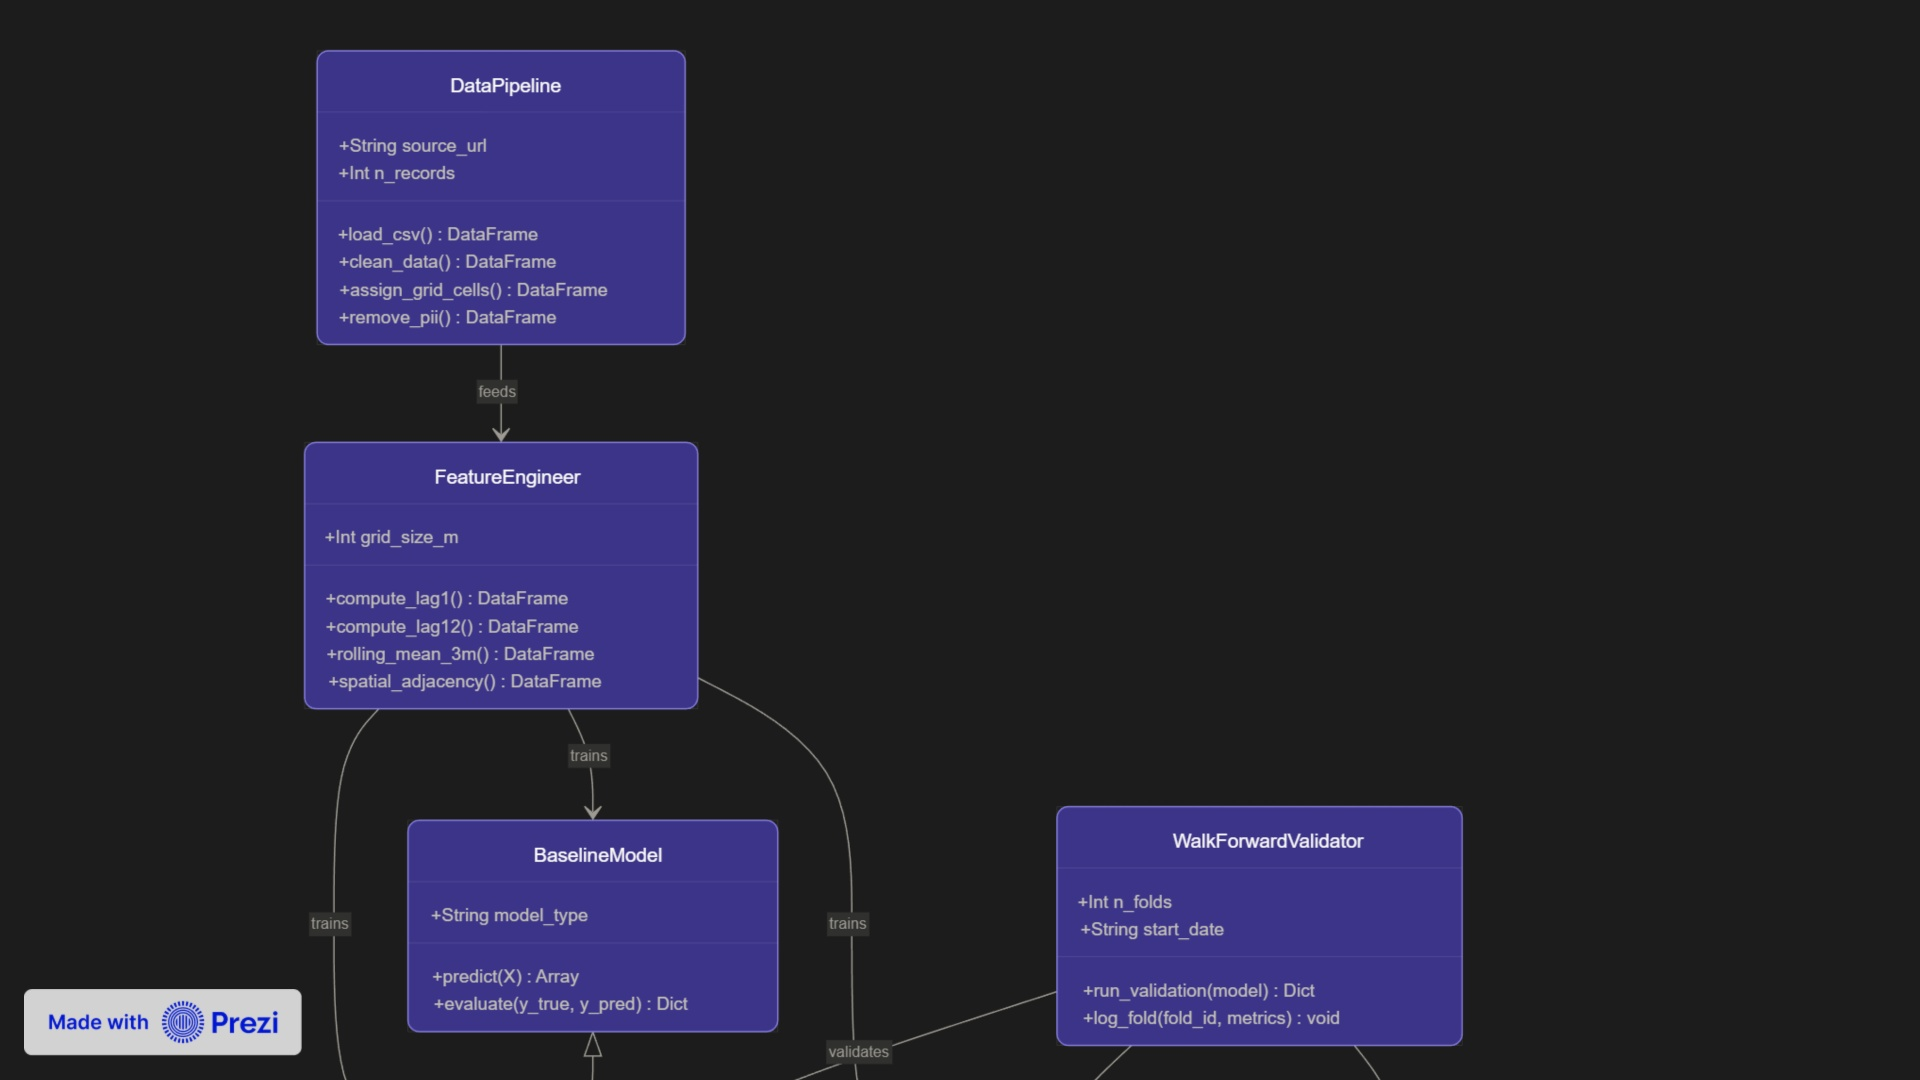 DataPipeline
+String source_url
+Int n_records
+load_csv() : DataFrame
+clean_data() : DataFrame
+assign_grid_cells() : DataFrame
+remove_pii() : DataFrame
feeds
FeatureEngineer
+Int grid_size_m
+compute_lag1() : DataFrame
+compute_lag12() : DataFrame
+rolling_mean_3m() : DataFrame
+spatial_adjacency() : DataFrame
trains
BaselineModel
+String model_type
+predict(X) : Array
+evaluate(y_true, y_pred) : Dict
trains
trains
WalkForwardValidator
+Int n_folds
+String start_date
+run_validation(model) : Dict
+log_fold(fold_id, metrics) : void
validates
Made with Prezi